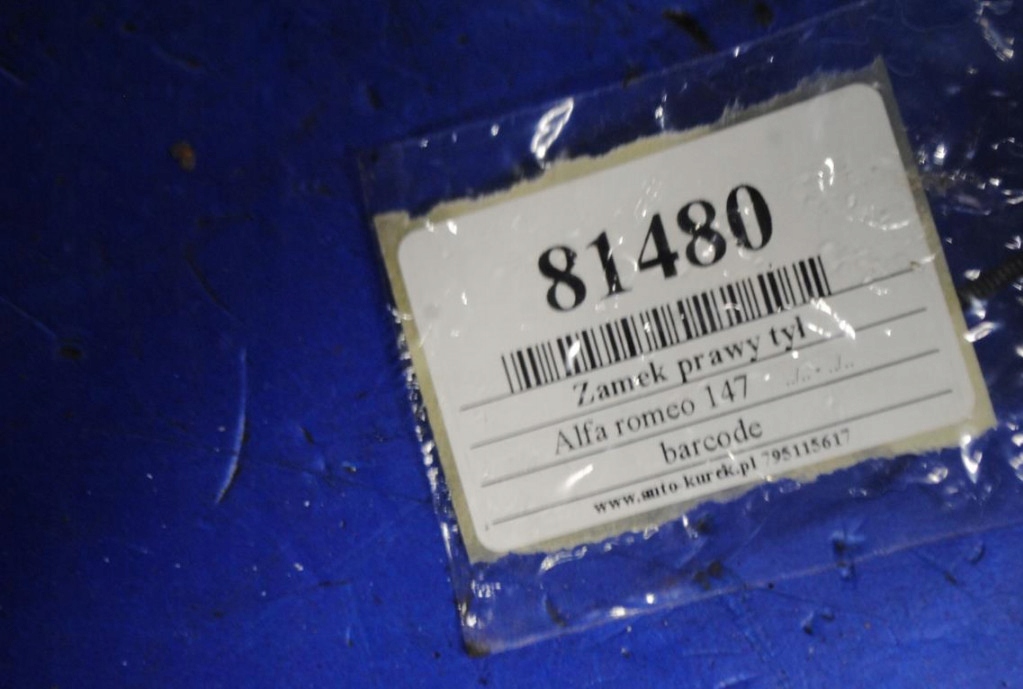 81480
Zamek prawy tył
Alfa romeo 147 ../.. - ../..
barcode
www.auto-kurek.pl 795115617